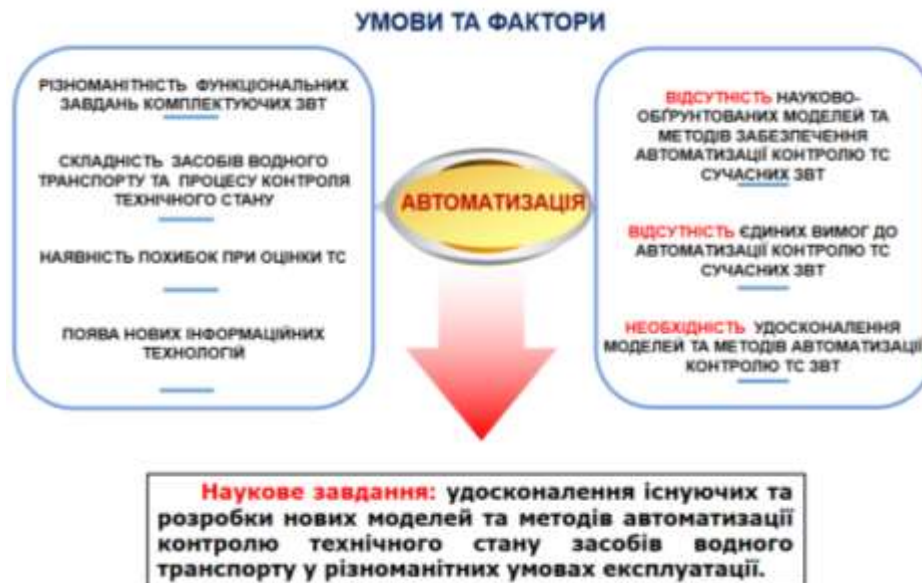 УМОВИ ТА ФАКТОРИ
РІЗНОМАНІТНІСТЬ ФУНКЦІОНАЛЬНИХ
ЗАВДАНЬ КОМПЛЕКТУЮЧИХ ЗВТ
СКЛАДНІСТЬ ЗАСОБІВ ВОДНОГО
ТРАНСПОРТУ ТА ПРОЦЕСУ КОНТРОЛЯ
ТЕХНІЧНОГО СТАНУ
НАЯВНІСТЬ ПОХИБОК ПРИ ОЦІНКИ ТС
ПОЯВА НОВИХ ІНФОРМАЦІЙНИХ
ТЕХНОЛОГІЙ
АВТОМАТИЗАЦІЯ
ВІДСУТНІСТЬ НАУКОВО-
ОБҐРУНТОВАНИХ МОДЕЛЕЙ ТА
МЕТОДІВ ЗАБЕЗПЕЧЕННЯ
АВТОМАТИЗАЦІЇ КОНТРОЛЮ ТС
СУЧАСНИХ ЗВТ
ВІДСУТНІСТЬ ЄДИНИХ ВИМОГ ДО
АВТОМАТИЗАЦІЇ КОНТРОЛЮ ТС
СУЧАСНИХ ЗВТ
НЕОБХІДНІСТЬ УДОСКОНАЛЕННЯ
МОДЕЛЕЙ ТА МЕТОДІВ АВТОМАТИЗАЦІЇ
КОНТРОЛЮ ТС ЗВТ
Наукове завдання: удосконалення існуючих та
розробки нових моделей та методів автоматизації
контролю технічного стану засобів водного
транспорту у різноманітних умовах експлуатації.